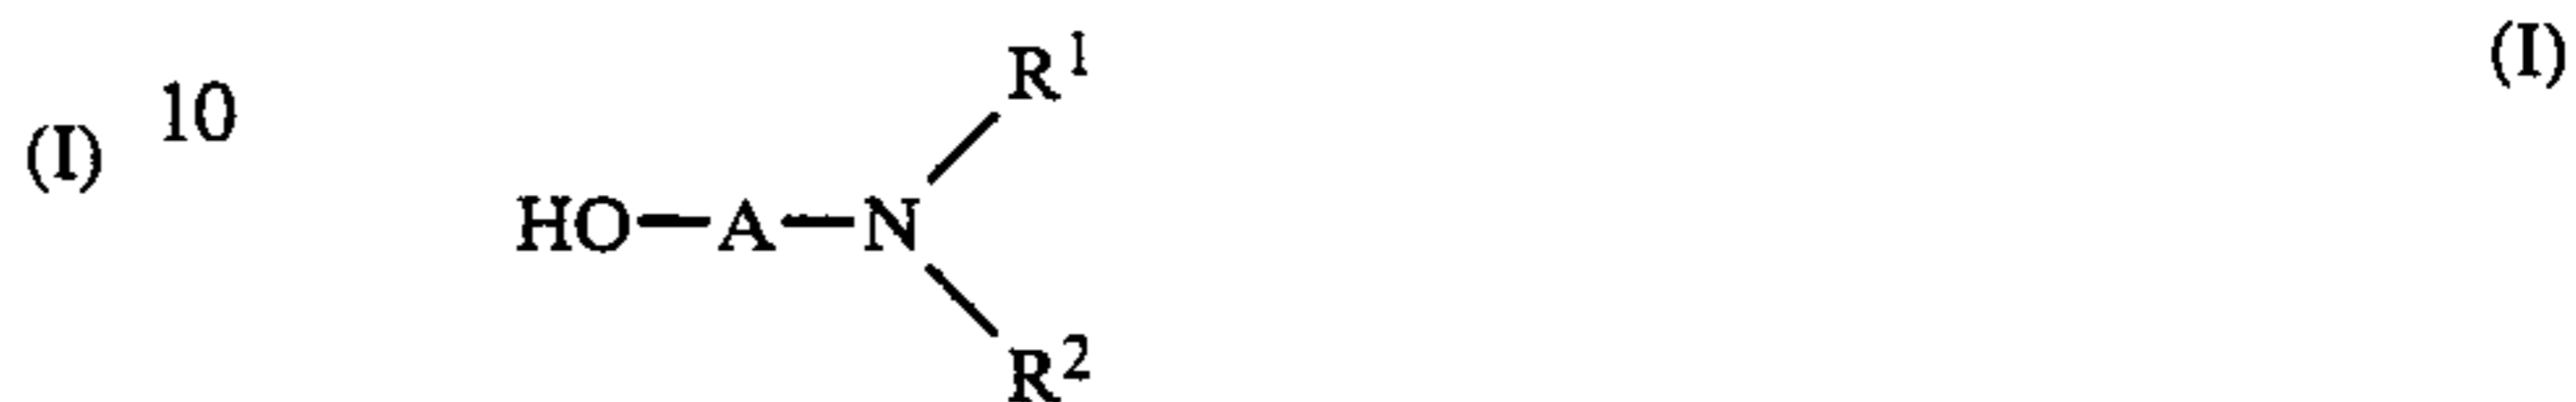 R1 (I)
(I) 10
HO—A—N
R2